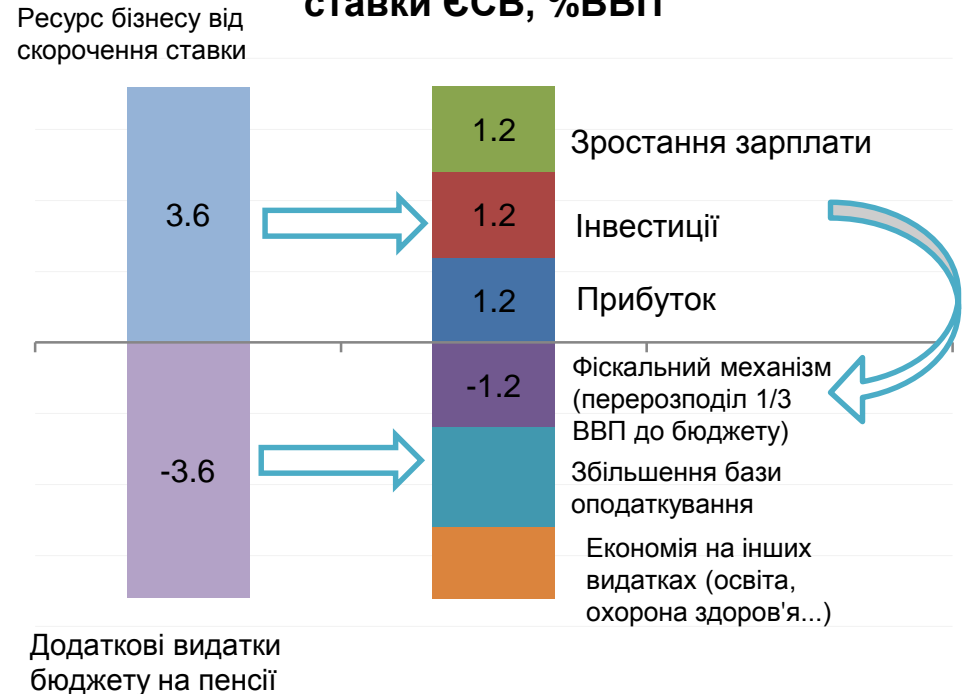 ставки ЄСВ, %ВВП
Ресурс бізнесу від
скорочення ставки
3.6
1.2
Зростання зарплати
1.2
Інвестиції
1.2
Прибуток
-3.6
-1.2
Фіскальний механізм
(перерозподіл 1/3
ВВП до бюджету)
Збільшення бази
оподаткування
Економія на інших
видатках (освіта,
охорона здоров'я...)
Додаткові видатки
бюджету на пенсії